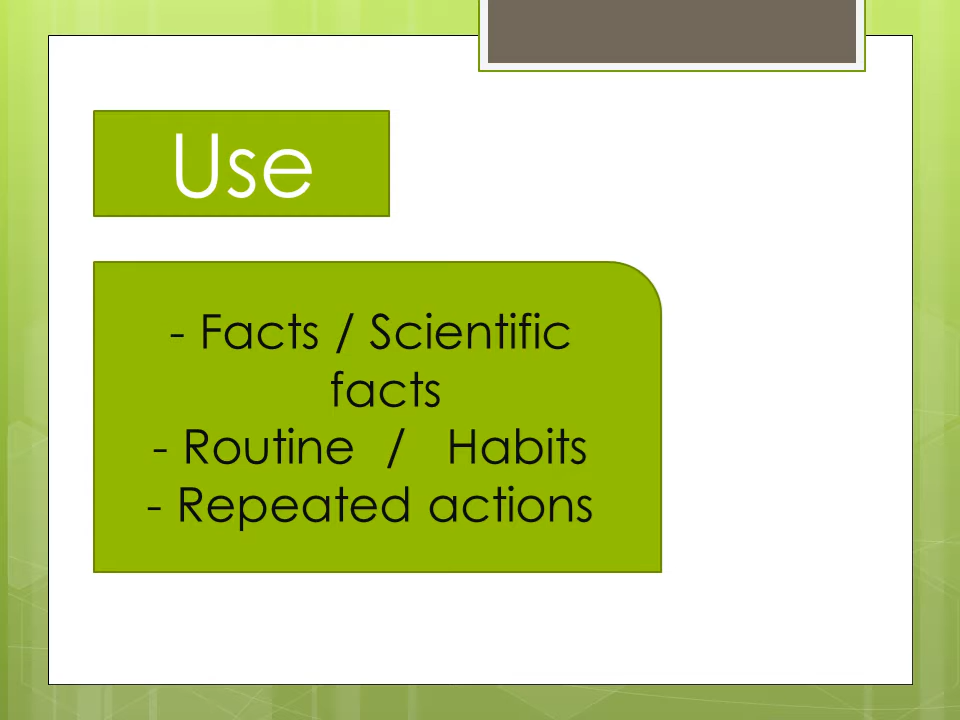 Use
- Facts / Scientific
facts
- Routine / Habits
- Repeated actions